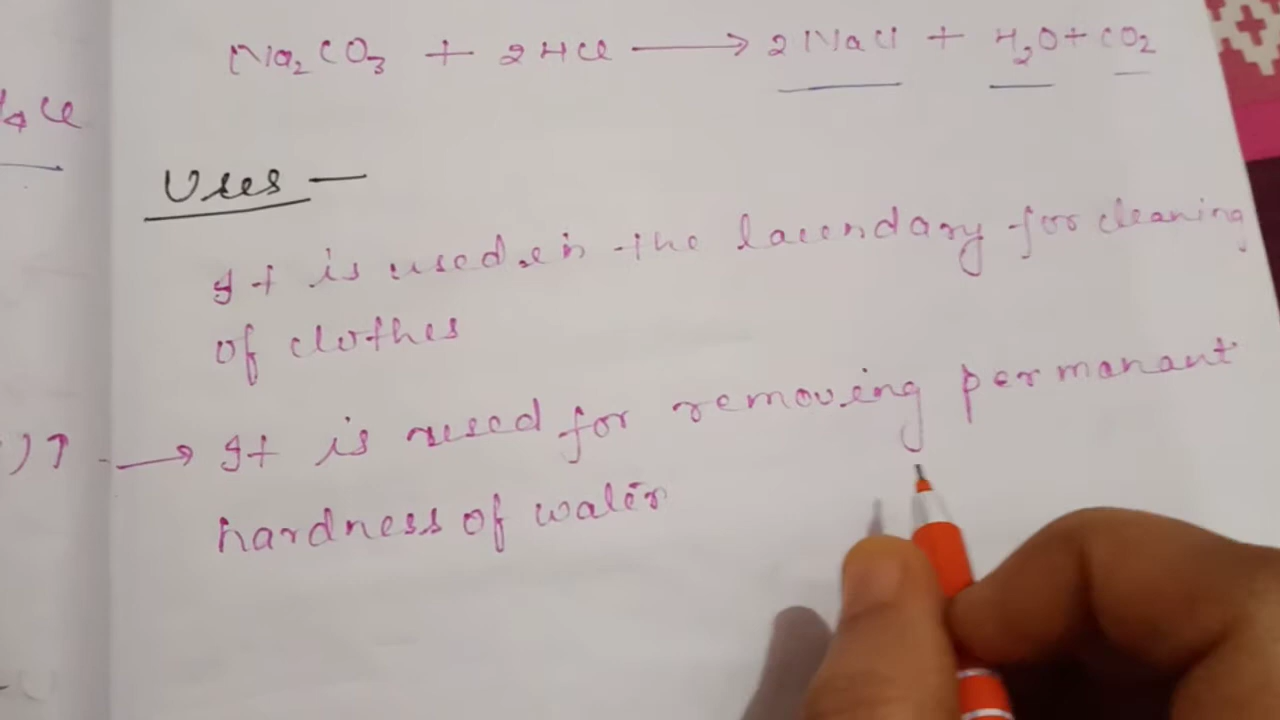 Na₂CO₃ + 2HCl ⟶ 2NaCl + H₂O + CO₂
4Cl
Uses —
It is used in the laundary for cleaning
of clothes
)? → It is used for removing permanant
hardness of water